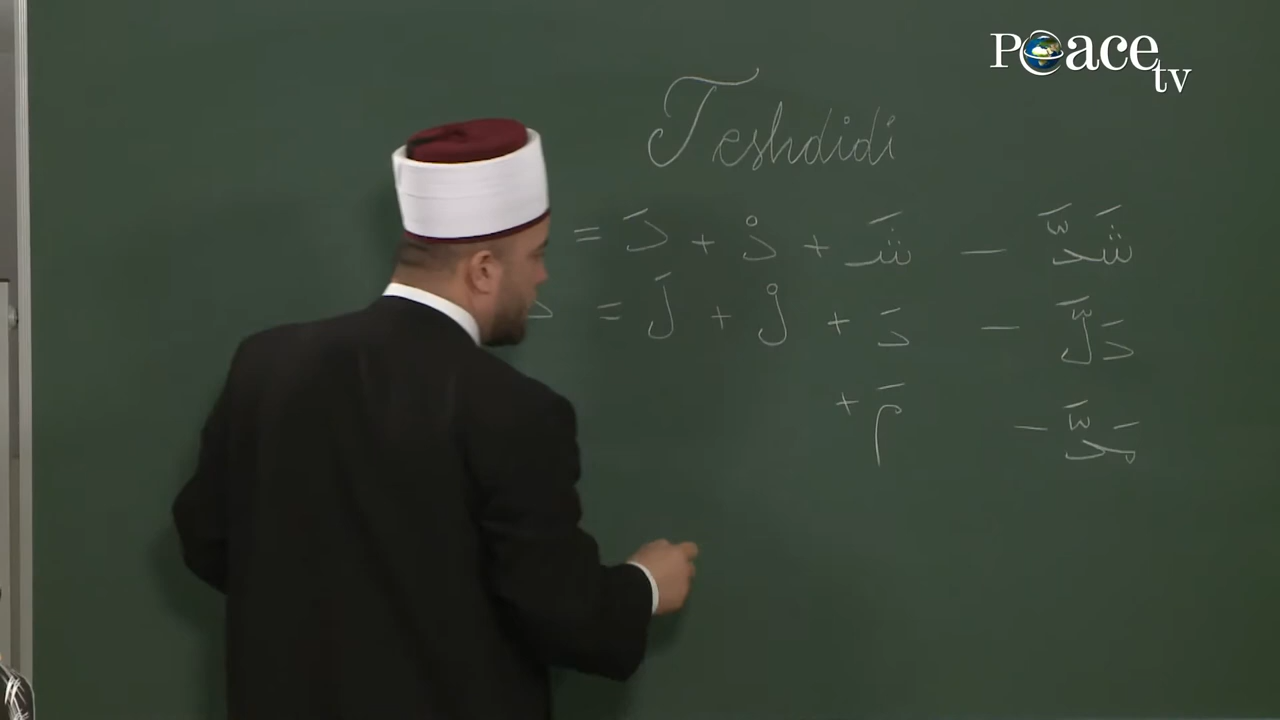 Peace tv
Teshdidi
شَدَّ - شَـ + دْ + دَ =
دَلَّ - دَ + لْ + لَ =
مَدَّ - مَ +